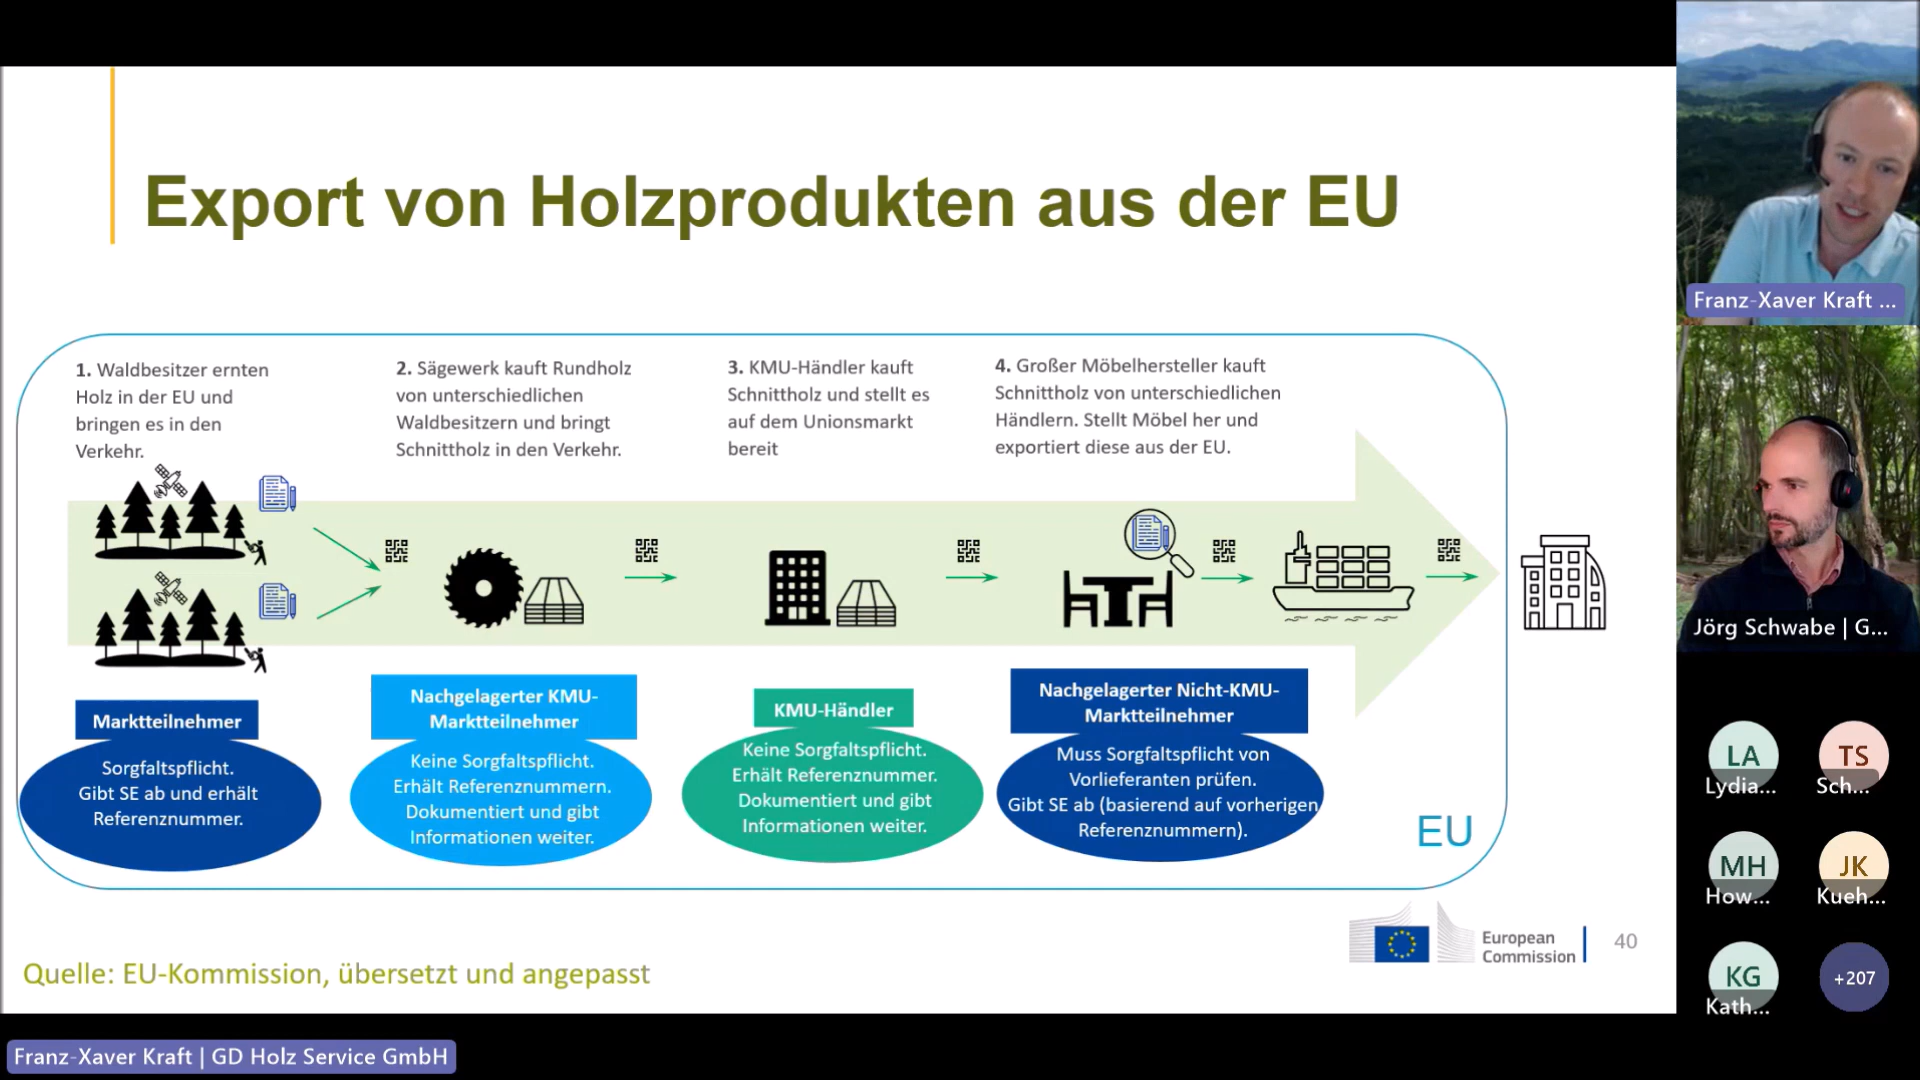 Export von Holzprodukten aus der EU
1. Waldbesitzer ernten
Holz in der EU und
bringen es in den
Verkehr.
2. Sägewerk kauft Rundholz
von unterschiedlichen
Waldbesitzern und bringt
Schnittholz in den Verkehr.
3. KMU-Händler kauft
Schnittholz und stellt es
auf dem Unionsmarkt
bereit
4. Großer Möbelhersteller kauft
Schnittholz von unterschiedlichen
Händlern. Stellt Möbel her und
exportiert diese aus der EU.
Marktteilnehmer
Sorgfaltspflicht.
Gibt SE ab und erhält
Referenznummer.
Nachgelagerter KMU-
Marktteilnehmer
Keine Sorgfaltspflicht.
Erhält Referenznummern.
Dokumentiert und gibt
Informationen weiter.
KMU-Händler
Keine Sorgfaltspflicht.
Erhält Referenznummer.
Dokumentiert und gibt
Informationen weiter.
Nachgelagerter Nicht-KMU-
Marktteilnehmer
Muss Sorgfaltspflicht von
Vorlieferanten prüfen.
Gibt SE ab (basierend auf vorherigen
Referenznummern).
EU
European
Commission
40
Quelle: EU-Kommission, übersetzt und angepasst
Franz-Xaver Kraft | GD Holz Service GmbH
Franz-Xaver Kraft ...
Jörg Schwabe | G...
LA
Lydia...
TS
Sch...
MH
How...
JK
Kueh...
KG
Kath...
+207